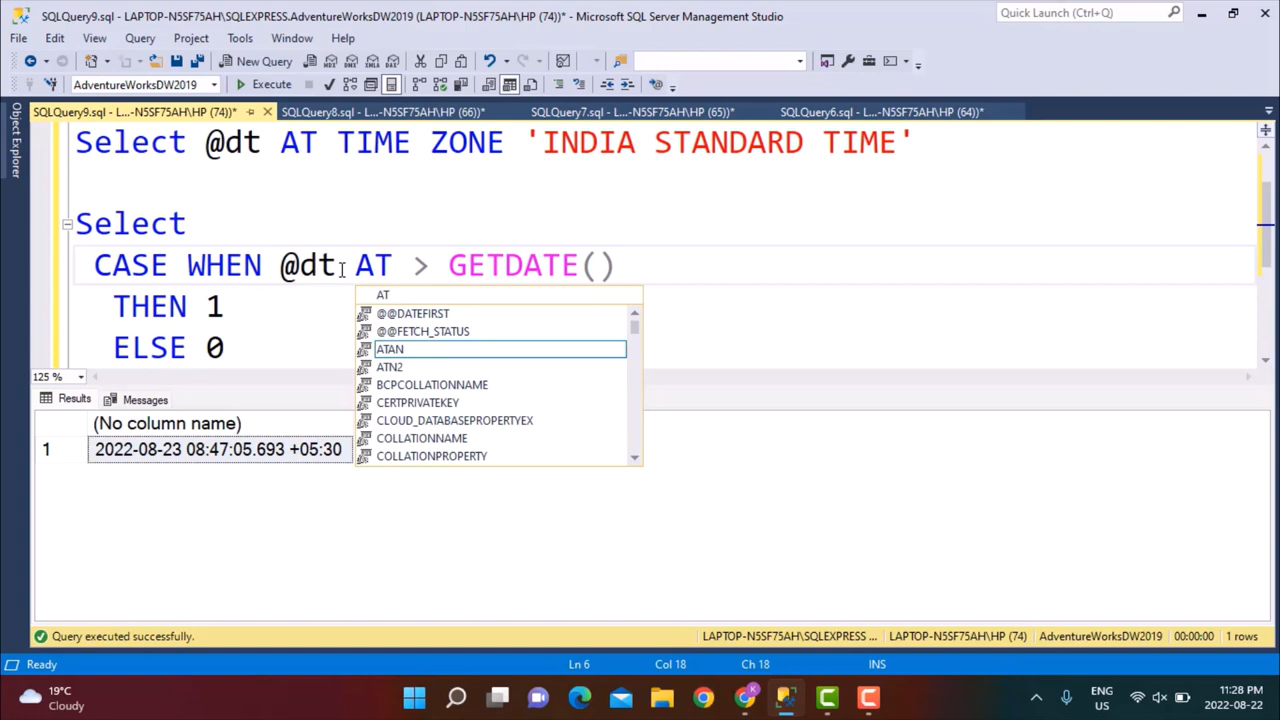 SQLQuery9.sql - LAPTOP-N5SF75AH\SQLEXPRESS.AdventureWorksDW2019 (LAPTOP-N5SF75AH\HP (74))* - Microsoft SQL Server Management Studio
Quick Launch (Ctrl+Q)
File Edit View Query Project Tools Window Help
New Query
AdventureWorksDW2019 Execute
SQLQuery9.sql - L...-N5SF75AH\HP (74))* SQLQuery8.sql - L...-N5SF75AH\HP (66))* SQLQuery7.sql - L...-N5SF75AH\HP (65))* SQLQuery6.sql - L...-N5SF75AH\HP (64))*
Object Explorer
Select @dt AT TIME ZONE 'INDIA STANDARD TIME'
Select
CASE WHEN @dt AT > GETDATE()
THEN 1
ELSE 0
AT
@@DATEFIRST
@@FETCH_STATUS
ATAN
ATN2
BCPCOLLATIONNAME
CERTPRIVATEKEY
CLOUD_DATABASEPROPERTYEX
COLLATIONNAME
COLLATIONPROPERTY
125 %
Results Messages
(No column name)
1 2022-08-23 08:47:05.693 +05:30
Query executed successfully. LAPTOP-N5SF75AH\SQLEXPRESS ... LAPTOP-N5SF75AH\HP (74) AdventureWorksDW2019 00:00:00 1 rows
Ready Ln 6 Col 18 Ch 18 INS
19°C
Cloudy
ENG
US
11:28 PM
2022-08-22